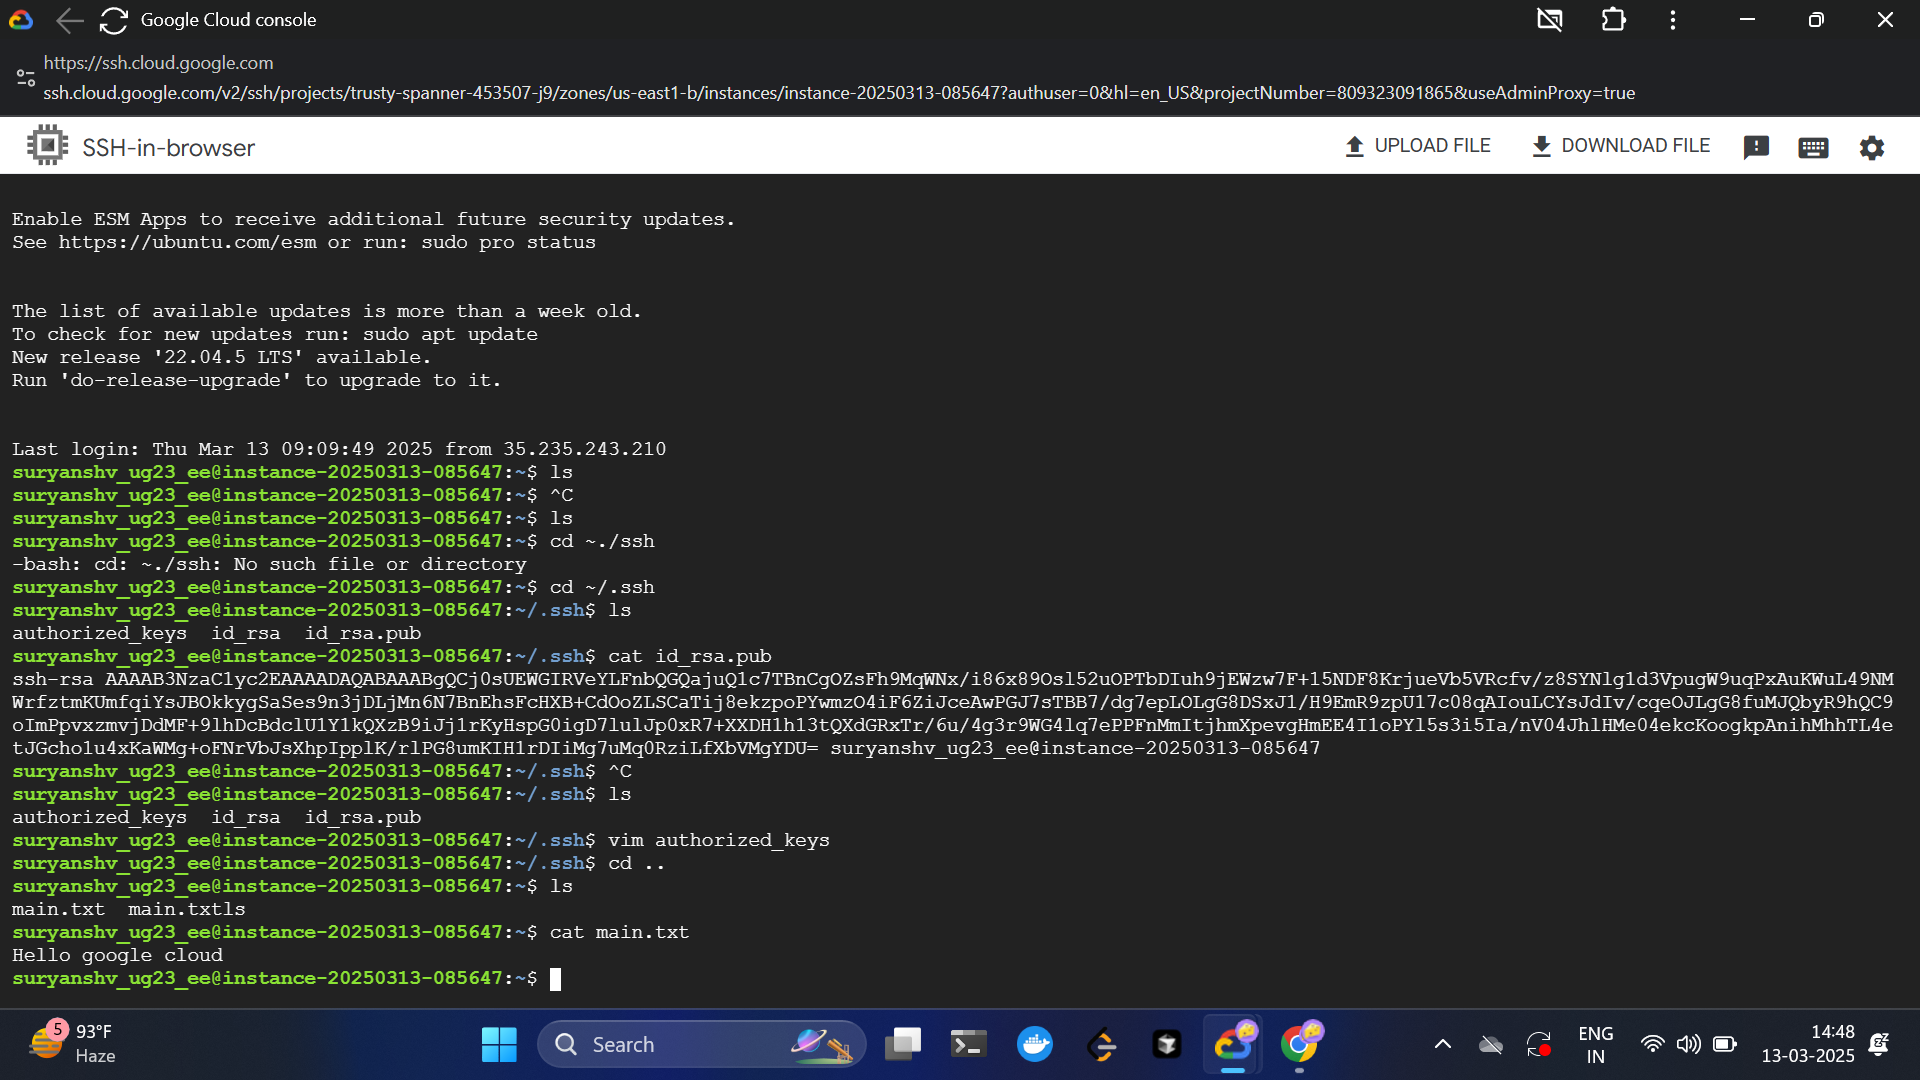 Google Cloud console
https://ssh.cloud.google.com
ssh.cloud.google.com/v2/ssh/projects/trusty-spanner-453507-j9/zones/us-east1-b/instances/instance-20250313-085647?authuser=0&hl=en_US&projectNumber=809323091865&useAdminProxy=true
SSH-in-browser
UPLOAD FILE
DOWNLOAD FILE
Enable ESM Apps to receive additional future security updates.
See https://ubuntu.com/esm or run: sudo pro status
The list of available updates is more than a week old.
To check for new updates run: sudo apt update
New release '22.04.5 LTS' available.
Run 'do-release-upgrade' to upgrade to it.
Last login: Thu Mar 13 09:09:49 2025 from 35.235.243.210
suryanshv_ug23_ee@instance-20250313-085647:~$ ls
suryanshv_ug23_ee@instance-20250313-085647:~$ ^C
suryanshv_ug23_ee@instance-20250313-085647:~$ ls
suryanshv_ug23_ee@instance-20250313-085647:~$ cd ~./ssh
-bash: cd: ~./ssh: No such file or directory
suryanshv_ug23_ee@instance-20250313-085647:~$ cd ~/.ssh
suryanshv_ug23_ee@instance-20250313-085647:~/.ssh$ ls
authorized_keys  id_rsa  id_rsa.pub
suryanshv_ug23_ee@instance-20250313-085647:~/.ssh$ cat id_rsa.pub
ssh-rsa AAAAB3NzaC1yc2EAAAADAQABAAABgQCj0sUEWGIRVeYLFnbQGQajuQ1c7TBnCgOZsFh9MqWNx/i86x89Osl52uOPTbDIuh9jEWzw7F+15NDF8KrjueVb5VRcfv/z8SYNlg1d3VpugW9uqPxAuKWuL49NM
WrfztmKUmfqiYsJBOkkygSaSes9n3jDLjMn6N7BnEhsFcHXB+CdOoZLSCaTij8ekzpoPYwmzO4iF6ZiJceAwPGJ7sTBB7/dg7epLOLgG8DSxJ1/H9EmR9zpU17c08qAIouLCYsJdIv/cqeOJLgG8fuMJQbyR9hQC9
oImPpvxzmvjDdMF+9lhDcBdclU1Y1kQXzB9iJjlrKyHspG0igD7lulJp0xR7+XXDH1h13tQXdGRxTr/6u/4g3r9WG4lq7ePPFnMmItjhmXpevgHmEE4I1oPYl5s3i5Ia/nV04JhlHMe04ekcKoogkpAnihMhhTL4e
tJGcholu4xKaWMg+oFNrVbJsXhpIpplK/rlPG8umKIH1rDIiMg7uMq0RziLfXbVMgYDU= suryanshv_ug23_ee@instance-20250313-085647
suryanshv_ug23_ee@instance-20250313-085647:~/.ssh$ ^C
suryanshv_ug23_ee@instance-20250313-085647:~/.ssh$ ls
authorized_keys  id_rsa  id_rsa.pub
suryanshv_ug23_ee@instance-20250313-085647:~/.ssh$ vim authorized_keys
suryanshv_ug23_ee@instance-20250313-085647:~/.ssh$ cd ..
suryanshv_ug23_ee@instance-20250313-085647:~$ ls
main.txt  main.txtls
suryanshv_ug23_ee@instance-20250313-085647:~$ cat main.txt
Hello google cloud
suryanshv_ug23_ee@instance-20250313-085647:~$
5
93°F
Haze
Search
ENG
IN
14:48
13-03-2025